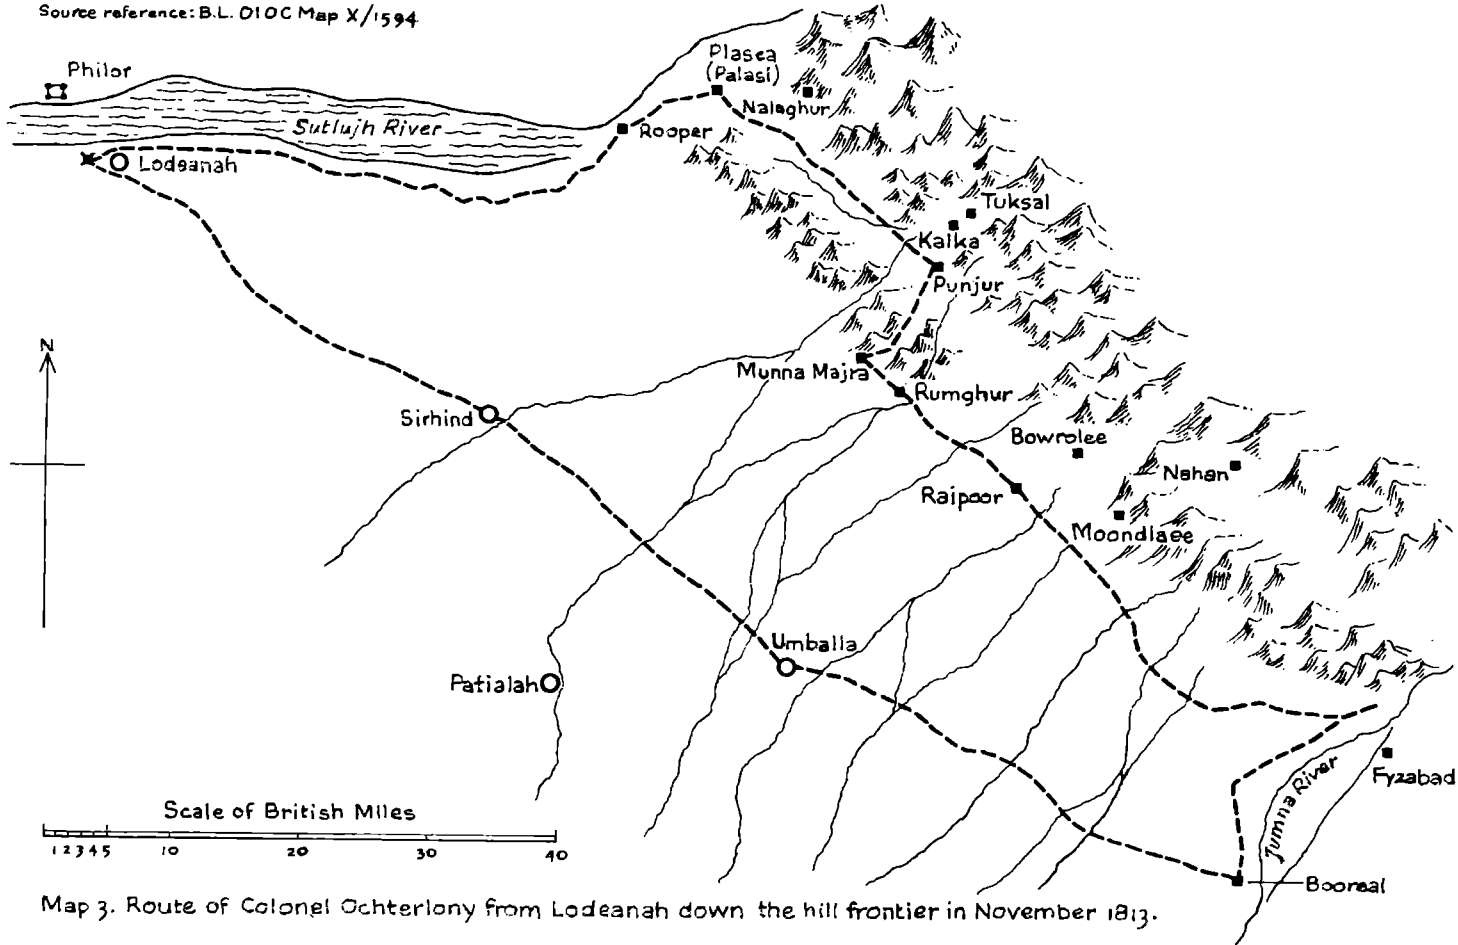 Source reference: B.L. OIOC Map X/1594
Philor
Plasea
(Palasi)
Nalaghur
Sutlujh River
Rooper
Lodeanah
Tuksal
Kalka
Punjur
N
Munna Majra
Rumghur
Sirhind
Bowrolee
Nahan
Rajpoor
Moondlaee
Umballa
Patialah
Jumna River
Fyzabad
Scale of British Miles
1 2 3 4 5 10 20 30 40
Booreal
Map 3. Route of Colonel Ochterlony from Lodeanah down the hill frontier in November 1813.